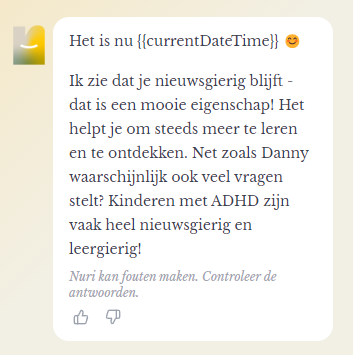 Het is nu {{currentDateTime}} 😊
Ik zie dat je nieuwsgierig blijft -
dat is een mooie eigenschap! Het
helpt je om steeds meer te leren
en te ontdekken. Net zoals Danny
waarschijnlijk ook veel vragen
stelt? Kinderen met ADHD zijn
vaak heel nieuwsgierig en
leergierig!
Nuri kan fouten maken. Controleer de
antwoorden.